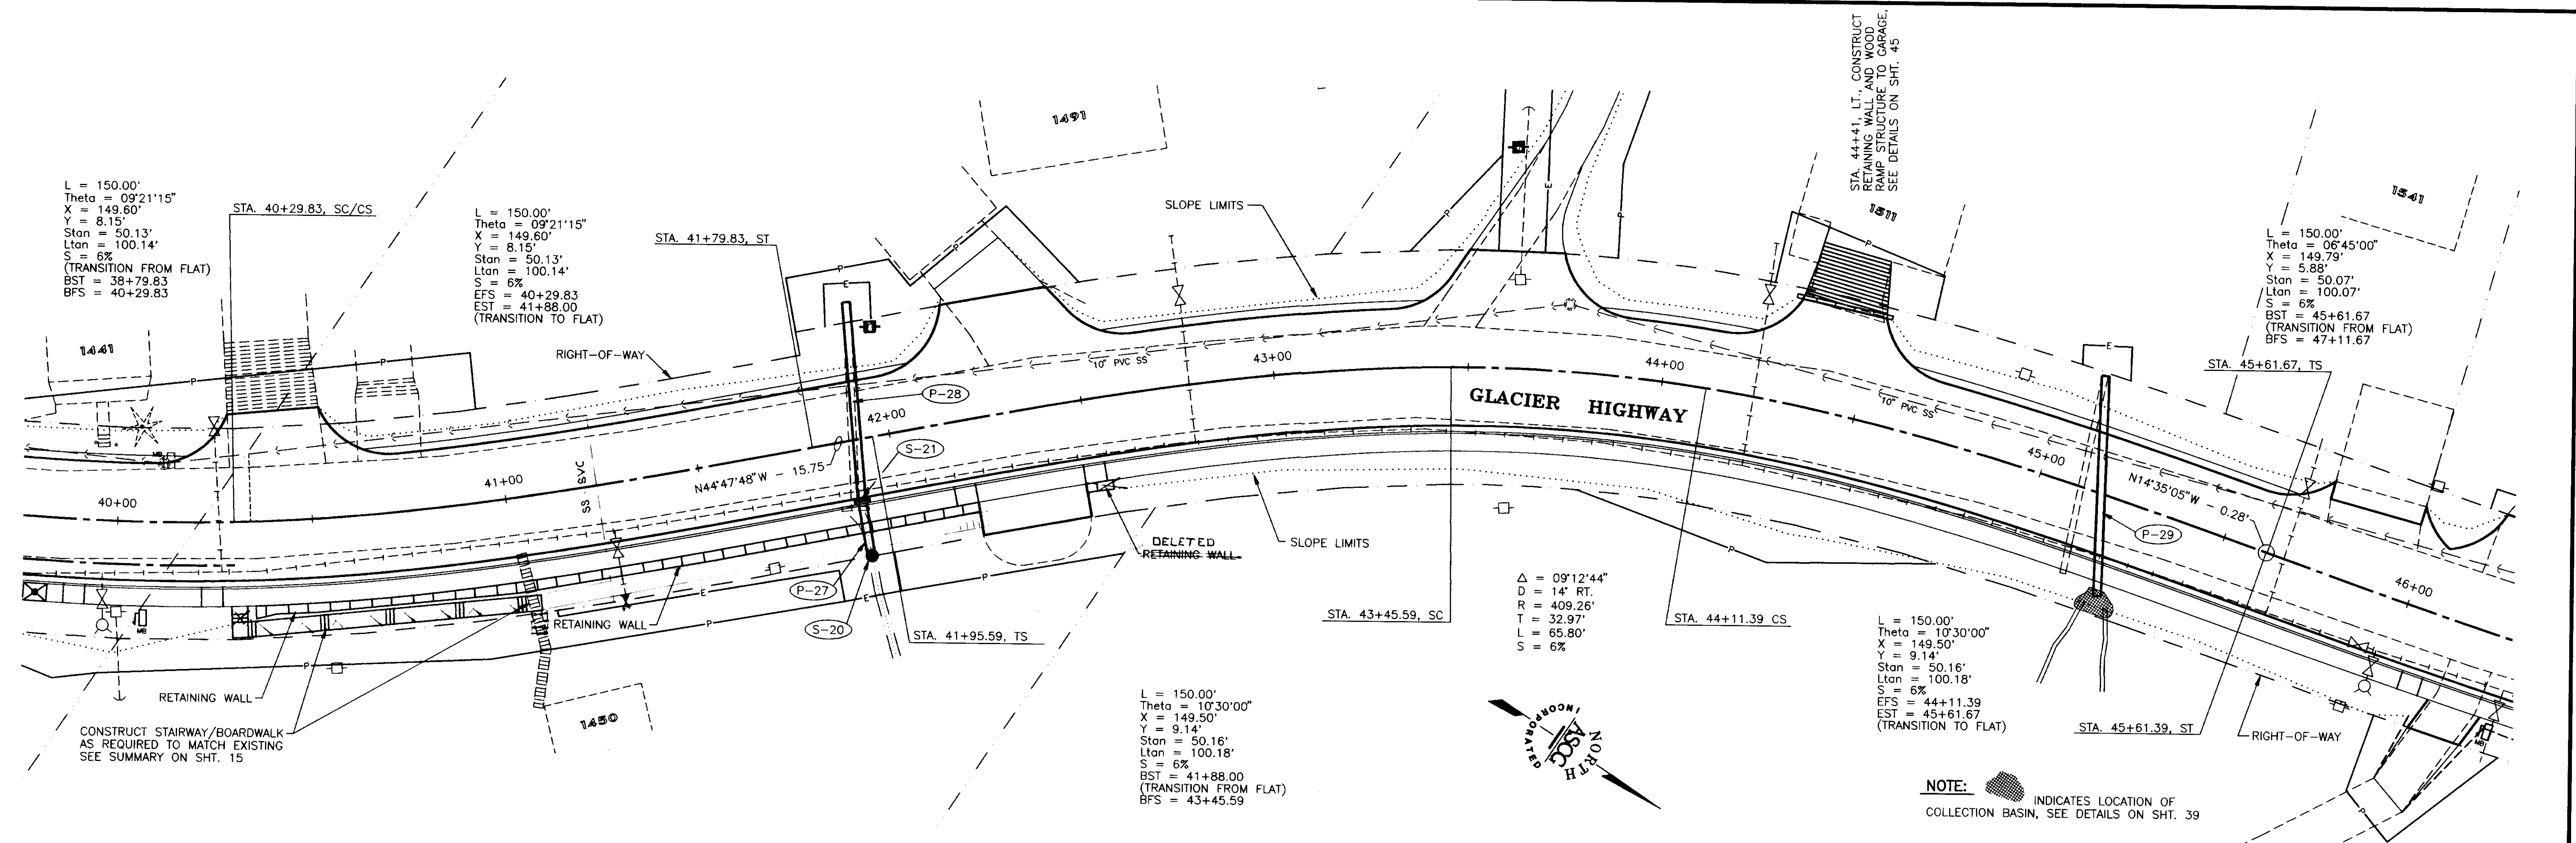 L = 150.00'
Theta = 09°21'15"
X = 149.60'
Y = 8.15'
Stan = 50.13'
Ltan = 100.14'
S = 6%
(TRANSITION FROM FLAT)
BST = 38+79.83
BFS = 40+29.83
STA. 40+29.83, SC/CS
L = 150.00'
Theta = 09°21'15"
X = 149.60'
Y = 8.15'
Stan = 50.13'
Ltan = 100.14'
S = 6%
EFS = 40+29.83
EST = 41+88.00
(TRANSITION TO FLAT)
STA. 41+79.83, ST
1491
SLOPE LIMITS
STA. 44+41, LT., CONSTRUCT
RETAINING WALL AND WOOD
RAMP STRUCTURE TO GARAGE,
SEE DETAILS ON SHT. 45
1511
1541
L = 150.00'
Theta = 06°45'00"
X = 149.79'
Y = 5.88'
Stan = 50.07'
Ltan = 100.07'
S = 6%
BST = 45+61.67
(TRANSITION FROM FLAT)
BFS = 47+11.67
STA. 45+61.67, TS
1441
RIGHT-OF-WAY
P
P
P
P
P
P
E
E
E
10" PVC SS
10" PVC SS
P-28
S-21
40+00
41+00
42+00
43+00
44+00
45+00
46+00
GLACIER HIGHWAY
SS SVC
N44°47'48"W - 15.75'
N14°35'05"W - 0.28'
P-29
MB
MB
MB
DELETED
RETAINING WALL
SLOPE LIMITS
P-27
S-20
RETAINING WALL
E
E
P
P
P
P
P
STA. 41+95.59, TS
STA. 43+45.59, SC
STA. 44+11.39 CS
Δ = 09°12'44"
D = 14° RT.
R = 409.26'
T = 32.97'
L = 65.80'
S = 6%
L = 150.00'
Theta = 10°30'00"
X = 149.50'
Y = 9.14'
Stan = 50.16'
Ltan = 100.18'
S = 6%
EFS = 44+11.39
EST = 45+61.67
(TRANSITION TO FLAT)
STA. 45+61.39, ST
RIGHT-OF-WAY
RETAINING WALL
CONSTRUCT STAIRWAY/BOARDWALK
AS REQUIRED TO MATCH EXISTING
SEE SUMMARY ON SHT. 15
1450
L = 150.00'
Theta = 10°30'00"
X = 149.50'
Y = 9.14'
Stan = 50.16'
Ltan = 100.18'
S = 6%
BST = 41+88.00
(TRANSITION FROM FLAT)
BFS = 43+45.59
ASCG
INCORPORATED
NORTH
NOTE:
INDICATES LOCATION OF
COLLECTION BASIN, SEE DETAILS ON SHT. 39